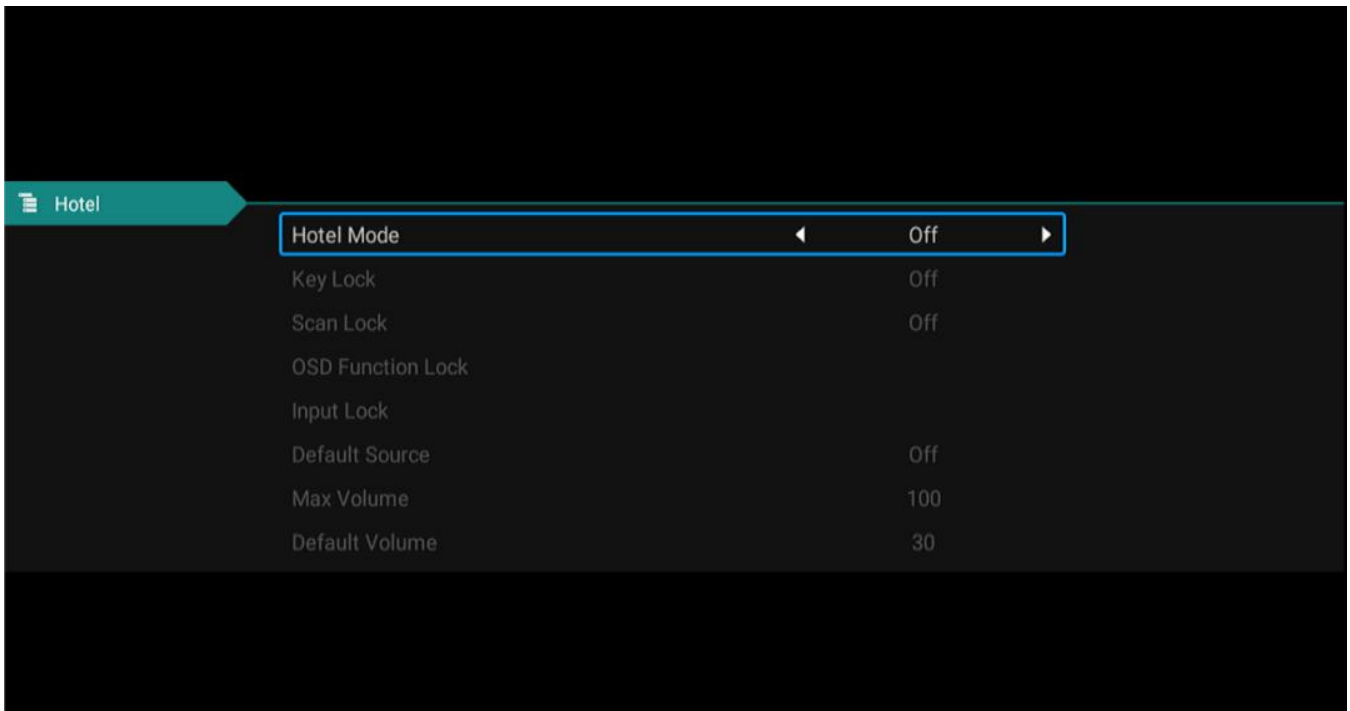 Hotel
Hotel Mode Off
Key Lock Off
Scan Lock Off
OSD Function Lock
Input Lock
Default Source Off
Max Volume 100
Default Volume 30